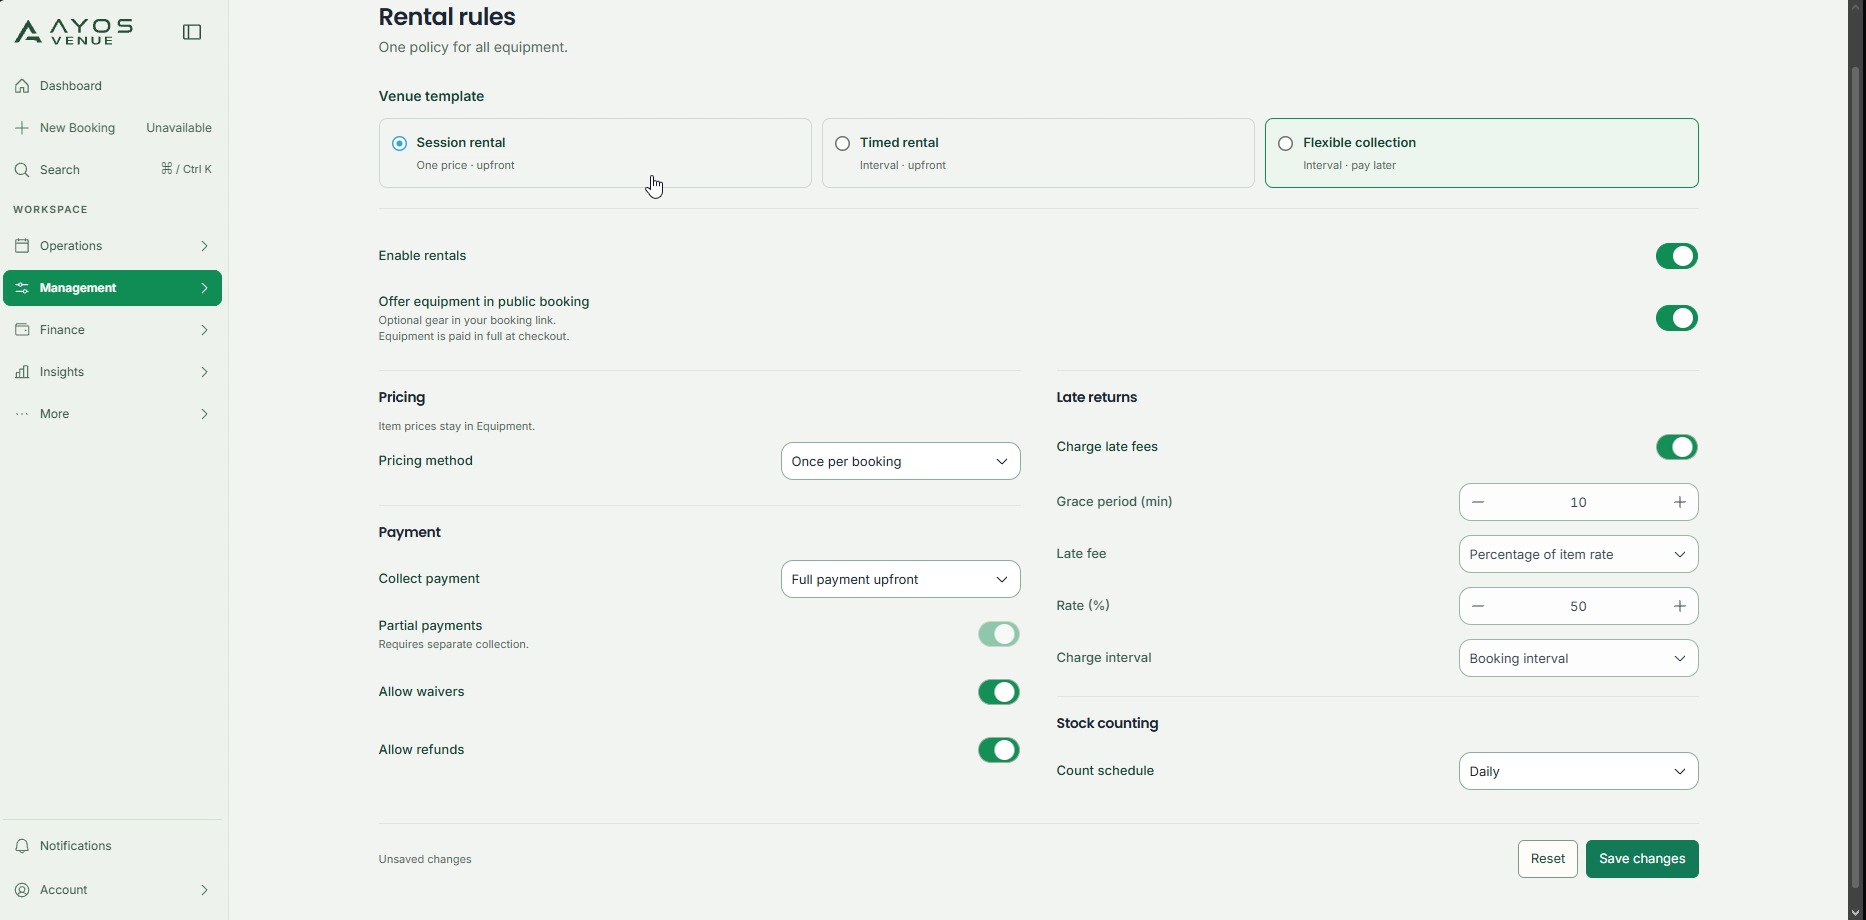 AYOS
VENUE
Dashboard
New Booking Unavailable
Search ⌘ / Ctrl K
WORKSPACE
Operations
Management
Finance
Insights
More
Notifications
Account
Rental rules
One policy for all equipment.
Venue template
Session rental
One price · upfront
Timed rental
Interval · upfront
Flexible collection
Interval · pay later
Enable rentals
Offer equipment in public booking
Optional gear in your booking link.
Equipment is paid in full at checkout.
Pricing
Item prices stay in Equipment.
Pricing method Once per booking
Payment
Collect payment Full payment upfront
Partial payments
Requires separate collection.
Allow waivers
Allow refunds
Late returns
Charge late fees
Grace period (min) 10
Late fee Percentage of item rate
Rate (%) 50
Charge interval Booking interval
Stock counting
Count schedule Daily
Unsaved changes
Reset Save changes